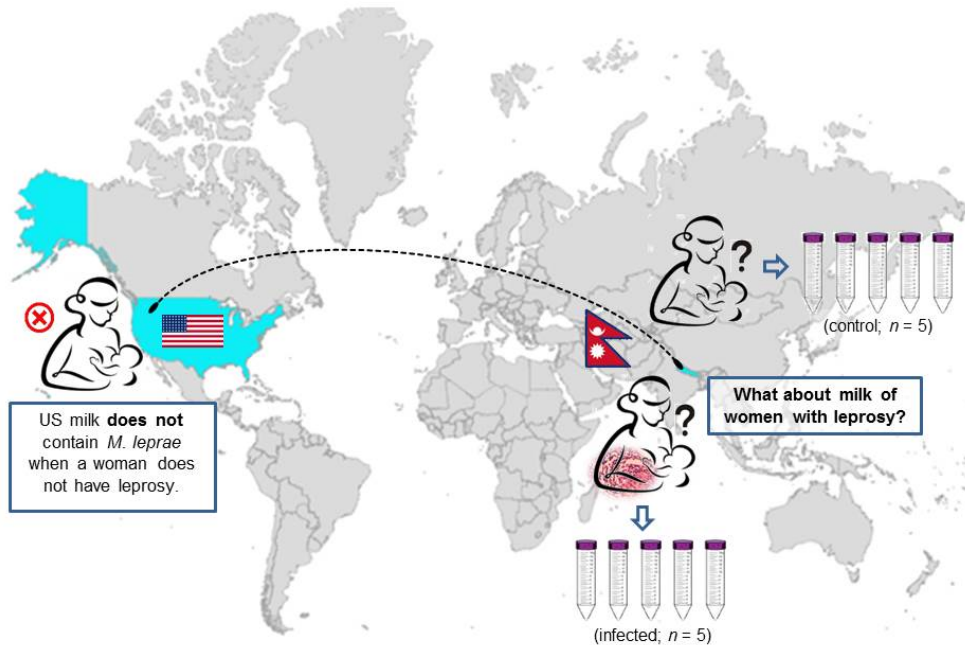 ?
(control; n = 5)
What about milk of
women with leprosy?
?
US milk does not
contain M. leprae
when a woman does
not have leprosy.
(infected; n = 5)